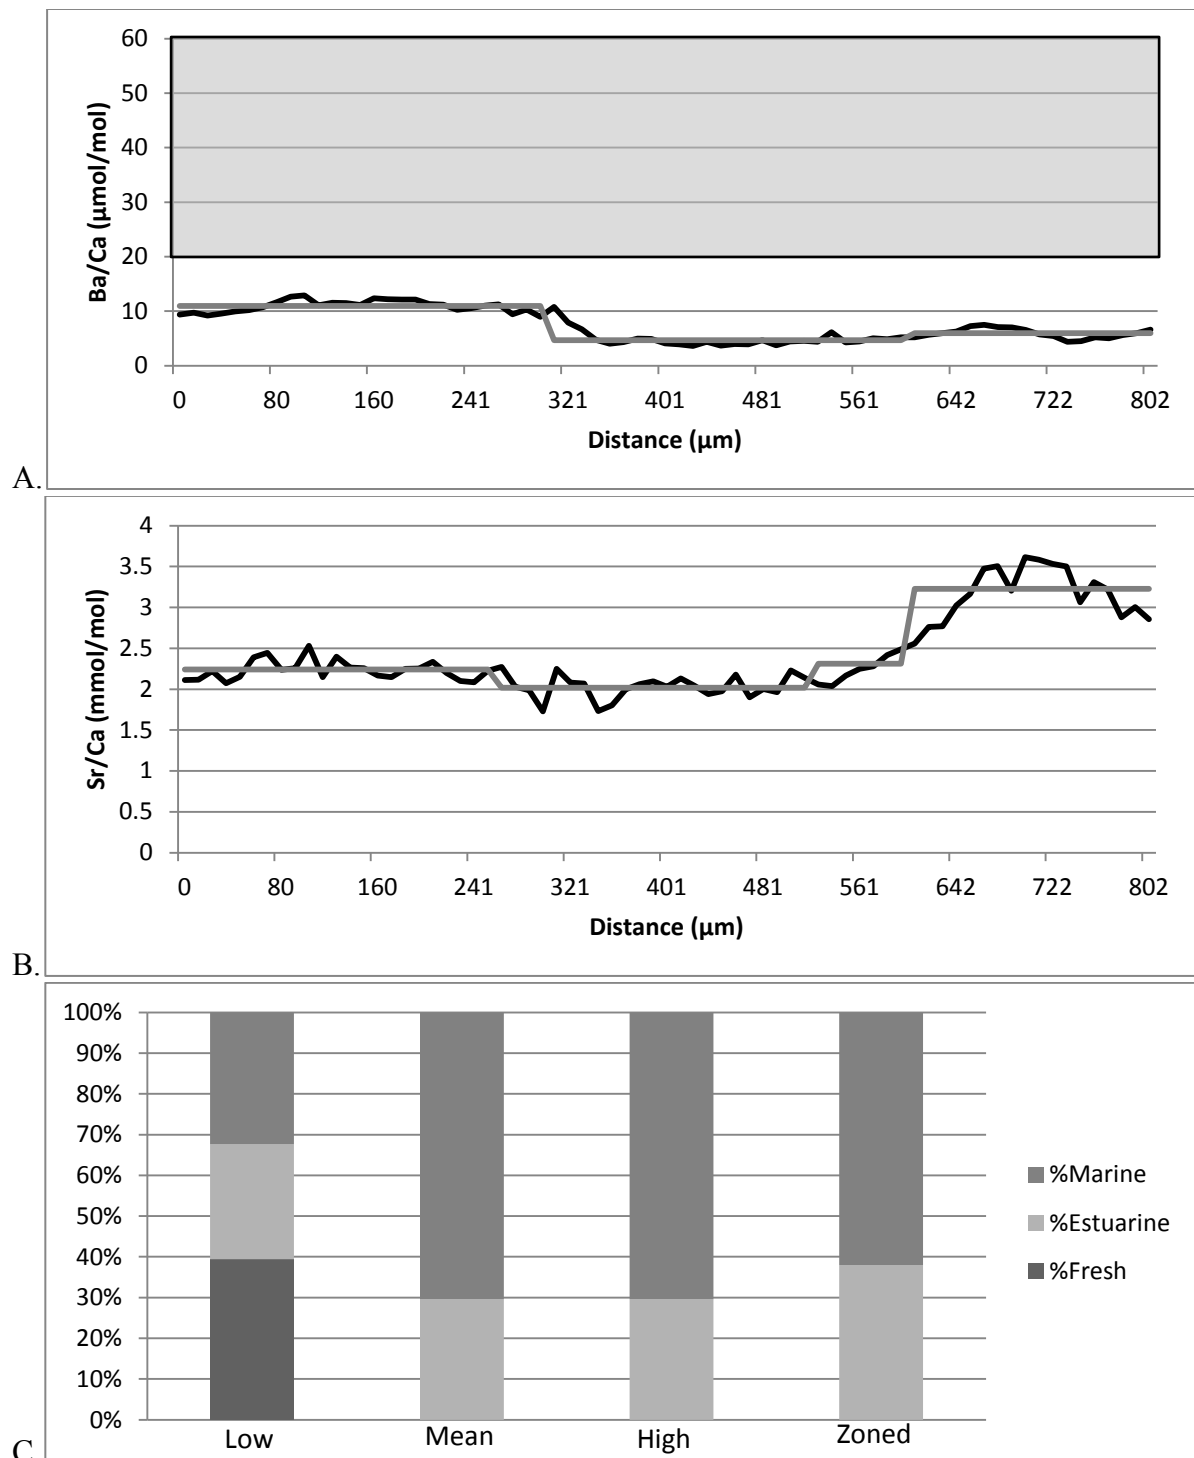 60
50
40
30
20
10
0
Ba/Ca (µmol/mol)
0 80 160 241 321 401 481 561 642 722 802
Distance (µm)
A.
4
3.5
3
2.5
2
1.5
1
0.5
0
Sr/Ca (mmol/mol)
0 80 160 241 321 401 481 561 642 722 802
Distance (µm)
B.
100%
90%
80%
70%
60%
50%
40%
30%
20%
10%
0%
%Marine
%Estuarine
%Fresh
Low Mean High Zoned
C